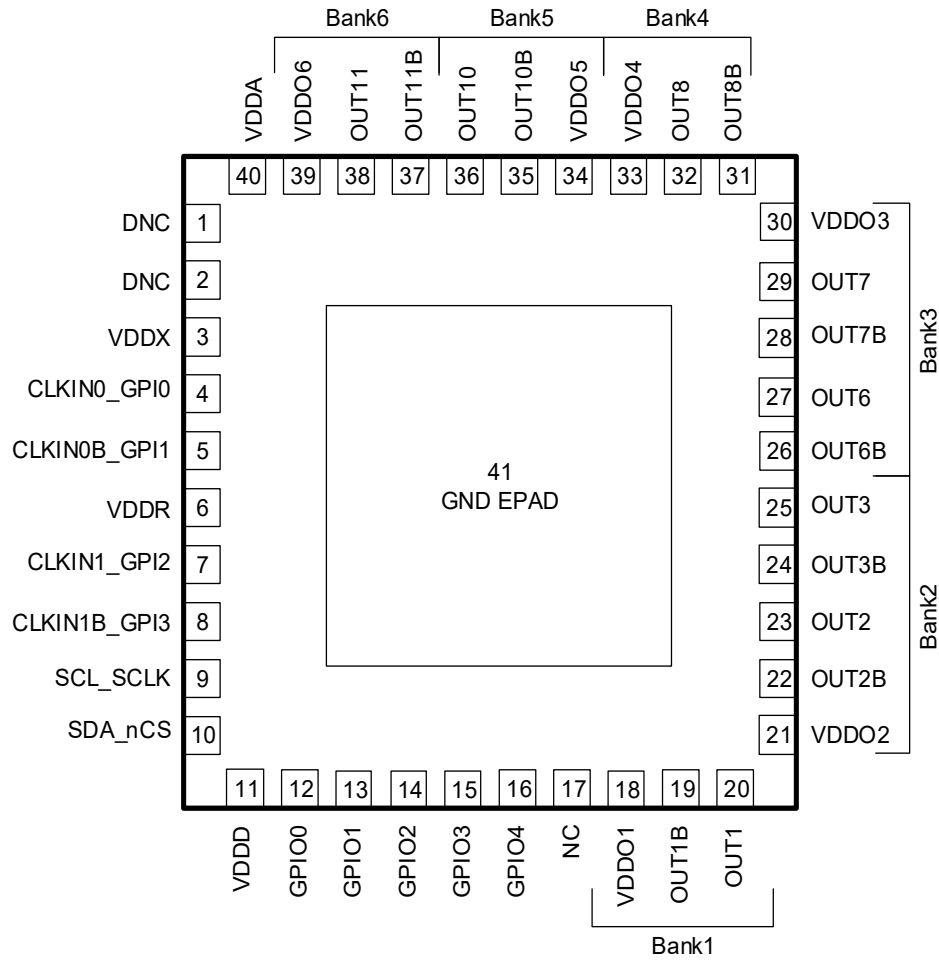 Bank6
Bank5
Bank4
VDDA
VDDO6
OUT11
OUT11B
OUT10
OUT10B
VDDO5
VDDO4
OUT8
OUT8B
40
39
38
37
36
35
34
33
32
31
DNC
1
DNC
2
VDDX
3
CLKIN0_GPI0
4
CLKIN0B_GPI1
5
VDDR
6
CLKIN1_GPI2
7
CLKIN1B_GPI3
8
SCL_SCLK
9
SDA_nCS
10
41
GND EPAD
30
VDDO3
29
OUT7
28
OUT7B
27
OUT6
26
OUT6B
25
OUT3
24
OUT3B
23
OUT2
22
OUT2B
21
VDDO2
Bank3
Bank2
11
12
13
14
15
16
17
18
19
20
VDDD
GPIO0
GPIO1
GPIO2
GPIO3
GPIO4
NC
VDDO1
OUT1B
OUT1
Bank1